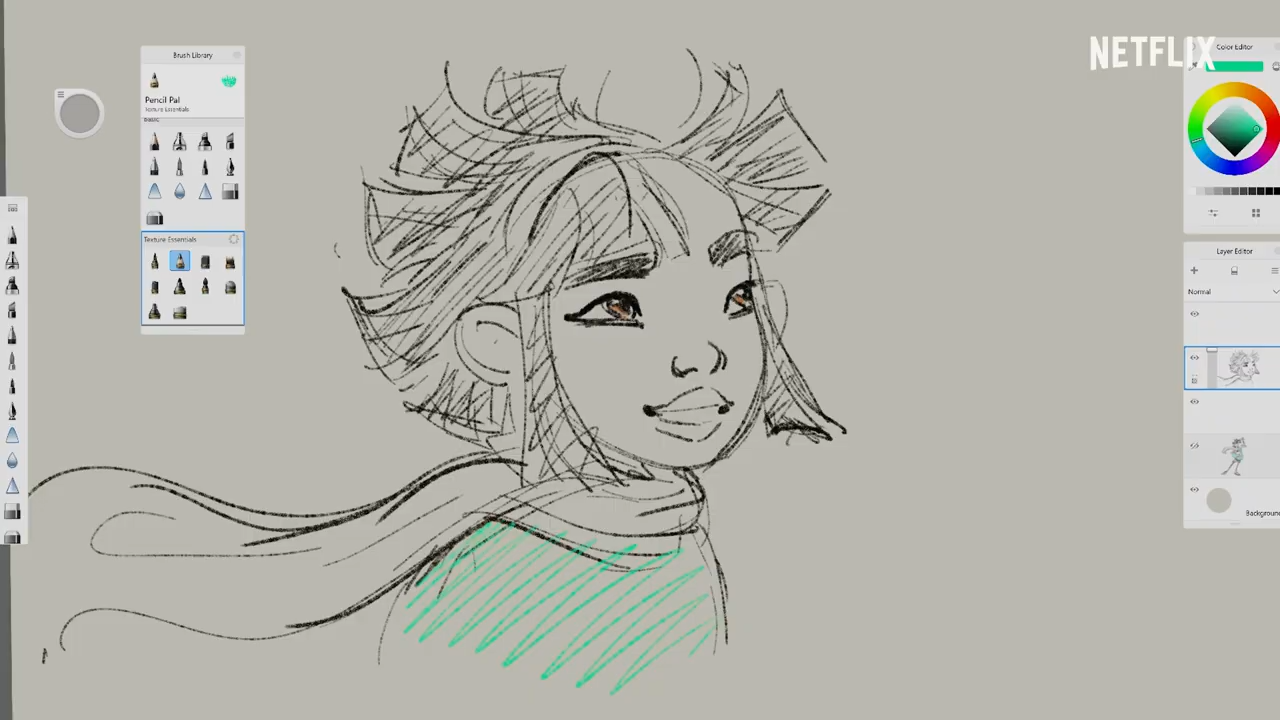 NETFLIX
Brush Library
Pencil Pal
Texture Essentials
Basic
Texture Essentials
Color Editor
Layer Editor
Normal
Background